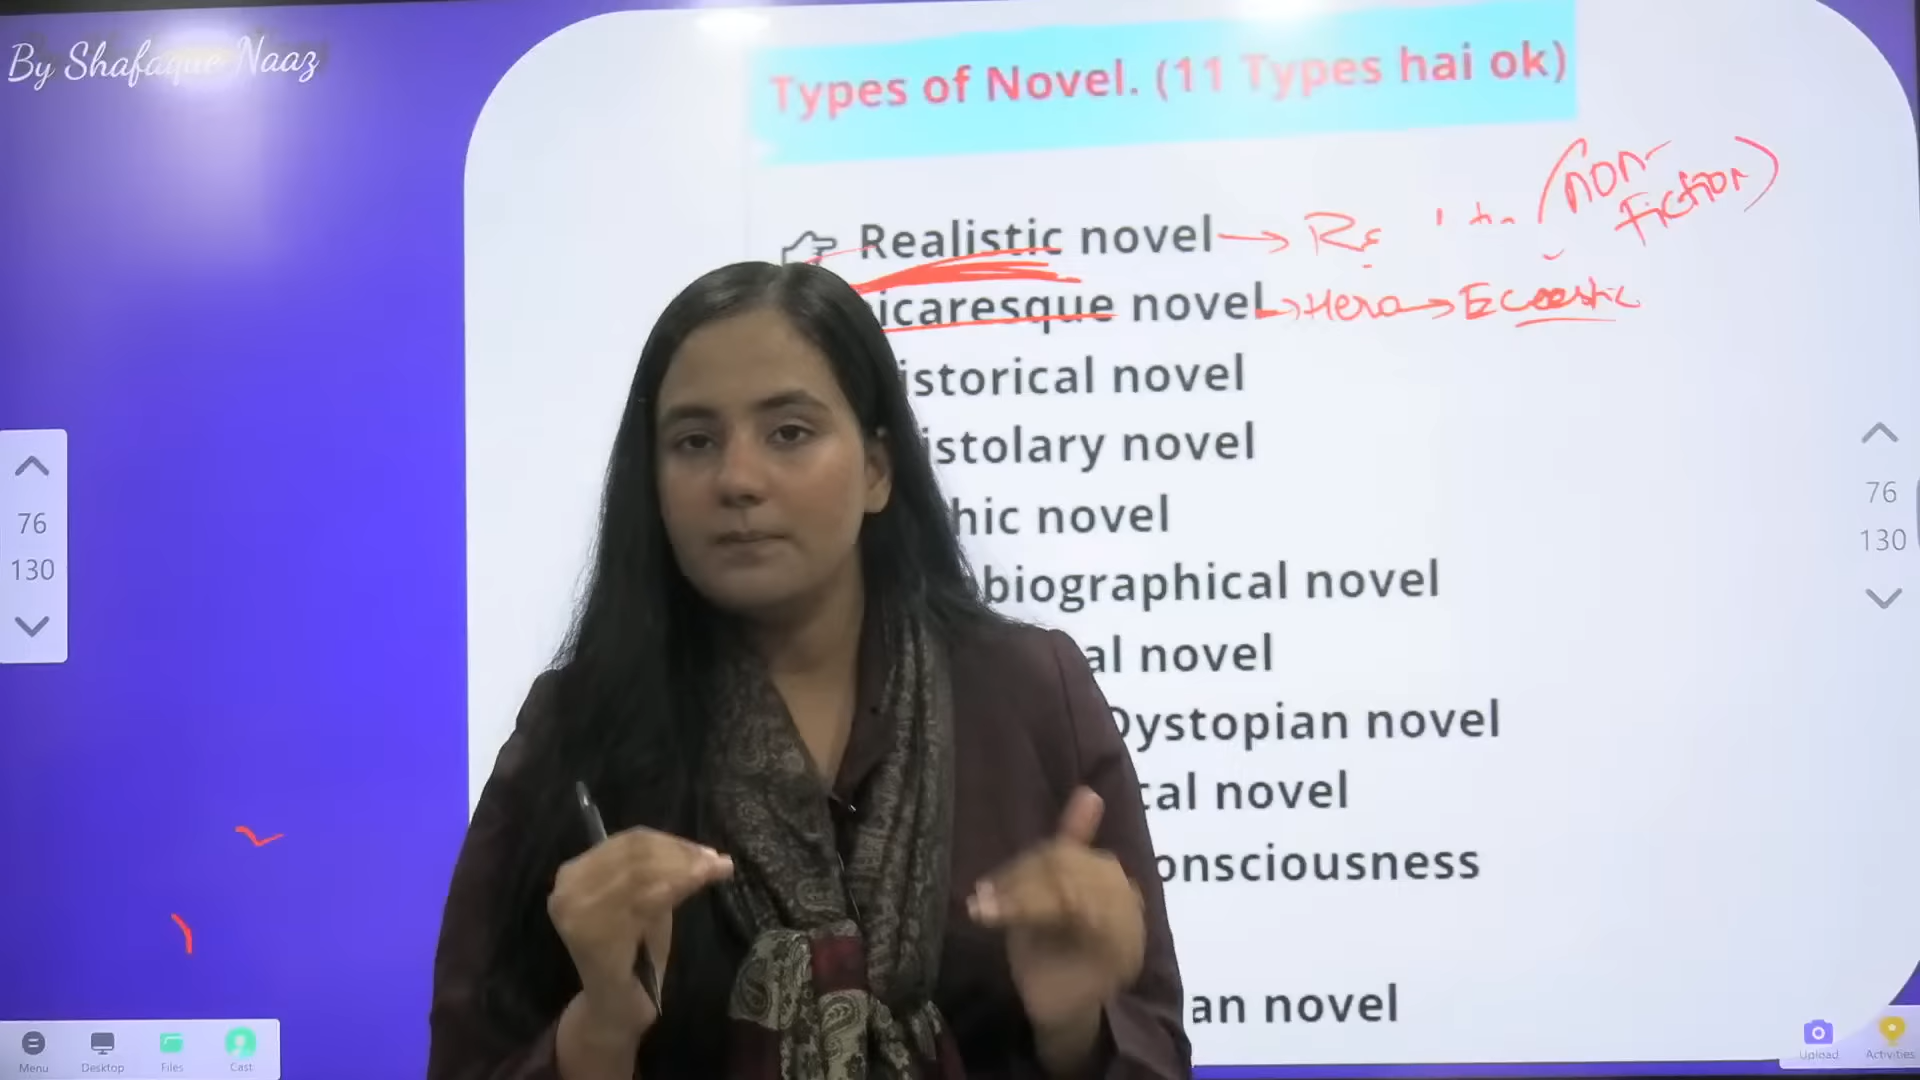 By Shafaque Naaz
Types of Novel. (11 Types hai ok)
Realistic novel → (non-fiction)
icaresque novel → Hero →
istorical novel
istolary novel
hic novel
biographical novel
al novel
Dystopian novel
cal novel
onsciousness
an novel
76
130
76
130
Menu Desktop Files Cast
Upload Activities